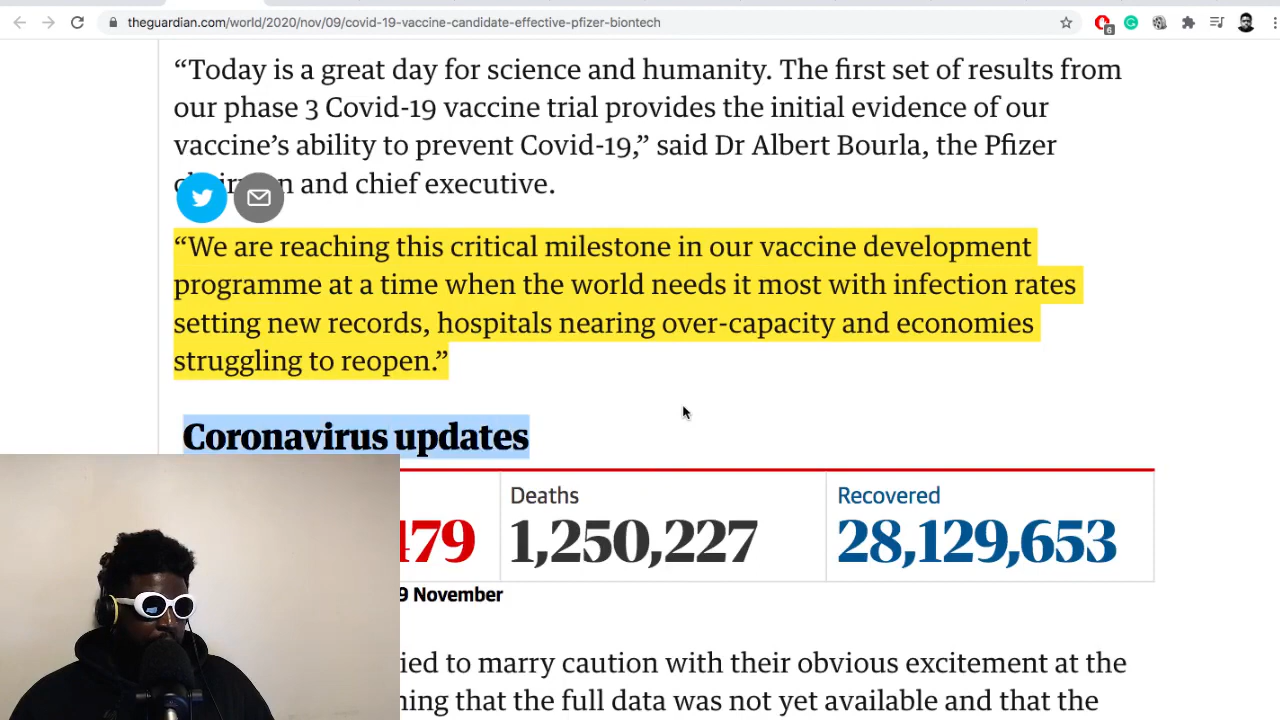 theguardian.com/world/2020/nov/09/covid-19-vaccine-candidate-effective-pfizer-biontech
6
“Today is a great day for science and humanity. The first set of results from
our phase 3 Covid-19 vaccine trial provides the initial evidence of our
vaccine’s ability to prevent Covid-19,” said Dr Albert Bourla, the Pfizer
and chief executive.
“We are reaching this critical milestone in our vaccine development
programme at a time when the world needs it most with infection rates
setting new records, hospitals nearing over-capacity and economies
struggling to reopen.”
Coronavirus updates
Deaths
Recovered
479
1,250,227
28,129,653
9 November
ied to marry caution with their obvious excitement at the
ning that the full data was not yet available and that the